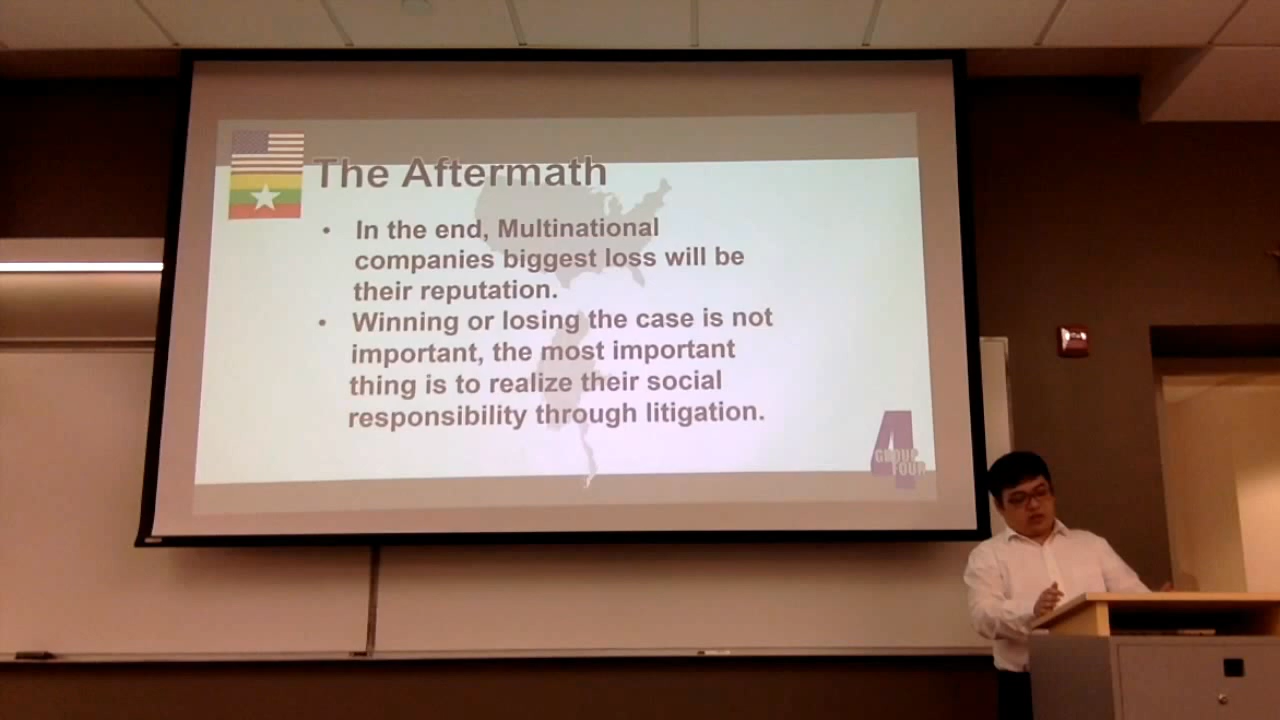 The Aftermath
• In the end, Multinational
companies biggest loss will be
their reputation.
• Winning or losing the case is not
important, the most important
thing is to realize their social
responsibility through litigation.
4
GROUP
FOUR